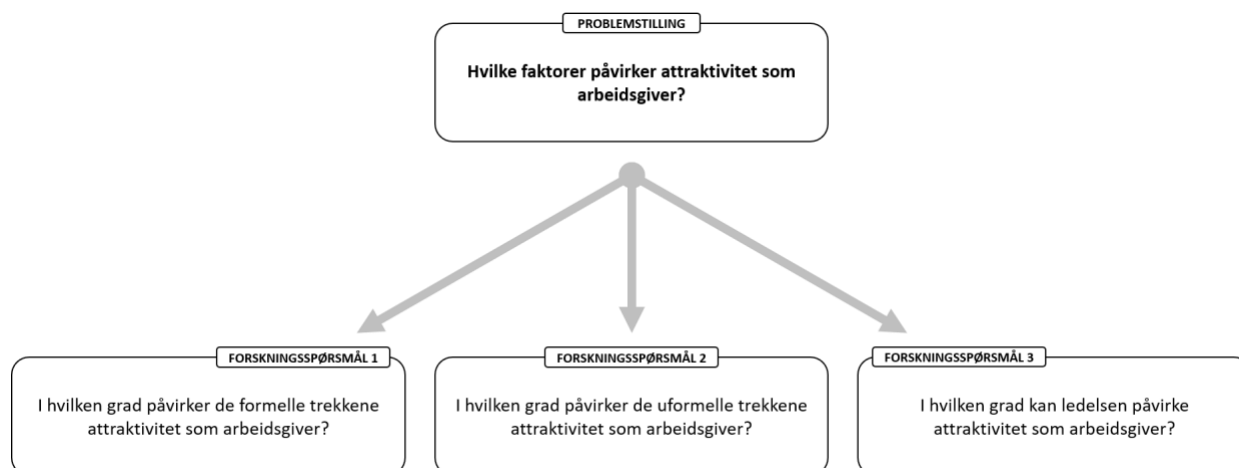 PROBLEMSTILLING
Hvilke faktorer påvirker attraktivitet som
arbeidsgiver?
FORSKNINGSSPØRSMÅL 1
I hvilken grad påvirker de formelle trekkene
attraktivitet som arbeidsgiver?
FORSKNINGSSPØRSMÅL 2
I hvilken grad påvirker de uformelle trekkene
attraktivitet som arbeidsgiver?
FORSKNINGSSPØRSMÅL 3
I hvilken grad kan ledelsen påvirke
attraktivitet som arbeidsgiver?